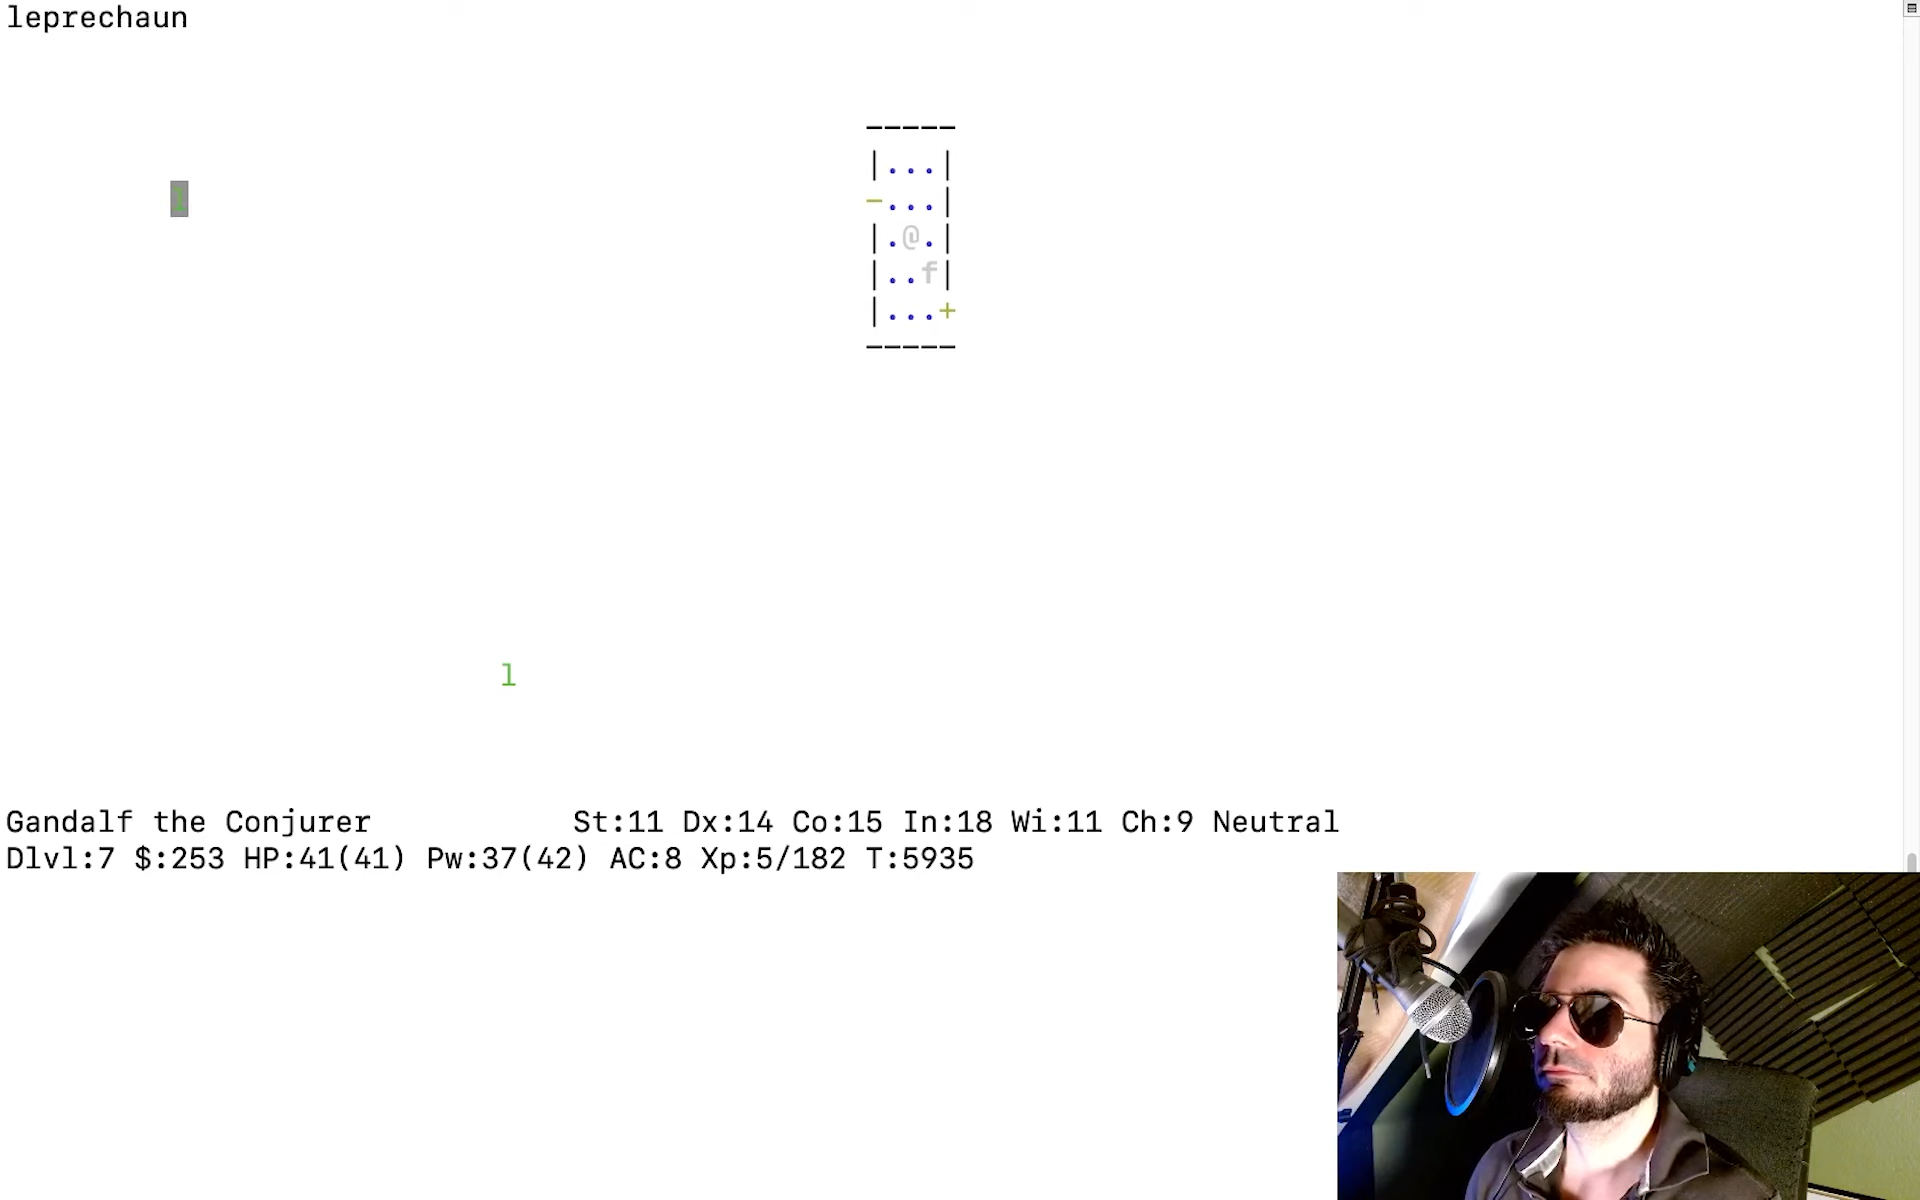 leprechaun
-----
|...|
l -...|
|.@.|
|..f|
|...+
-----
l
Gandalf the Conjurer St:11 Dx:14 Co:15 In:18 Wi:11 Ch:9 Neutral
Dlvl:7 $:253 HP:41(41) Pw:37(42) AC:8 Xp:5/182 T:5935